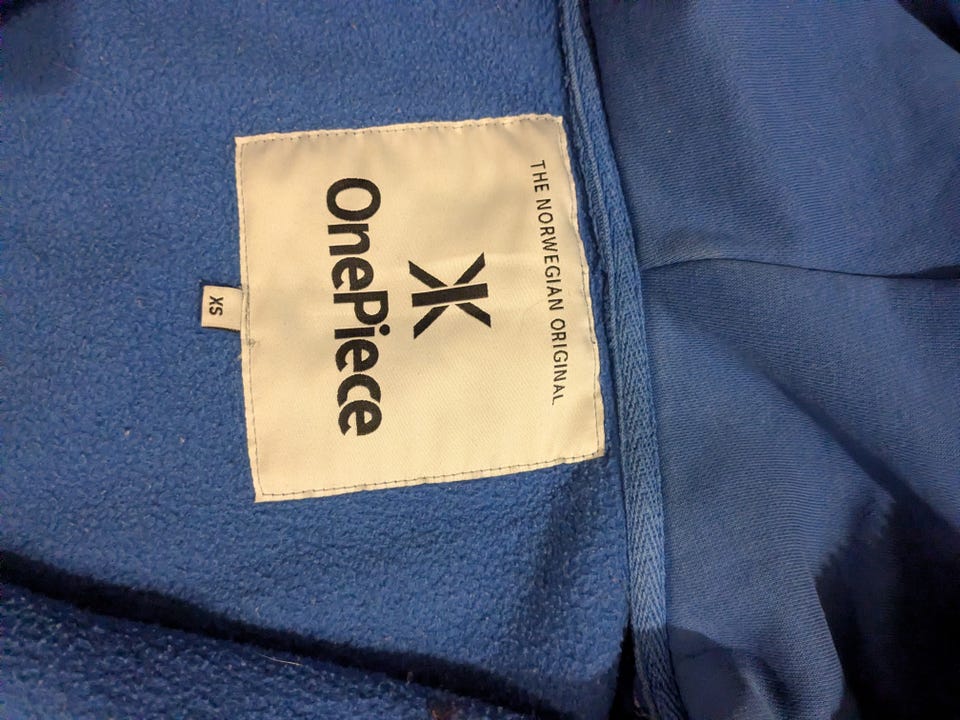 THE NORWEGIAN ORIGINAL
OnePiece
XS